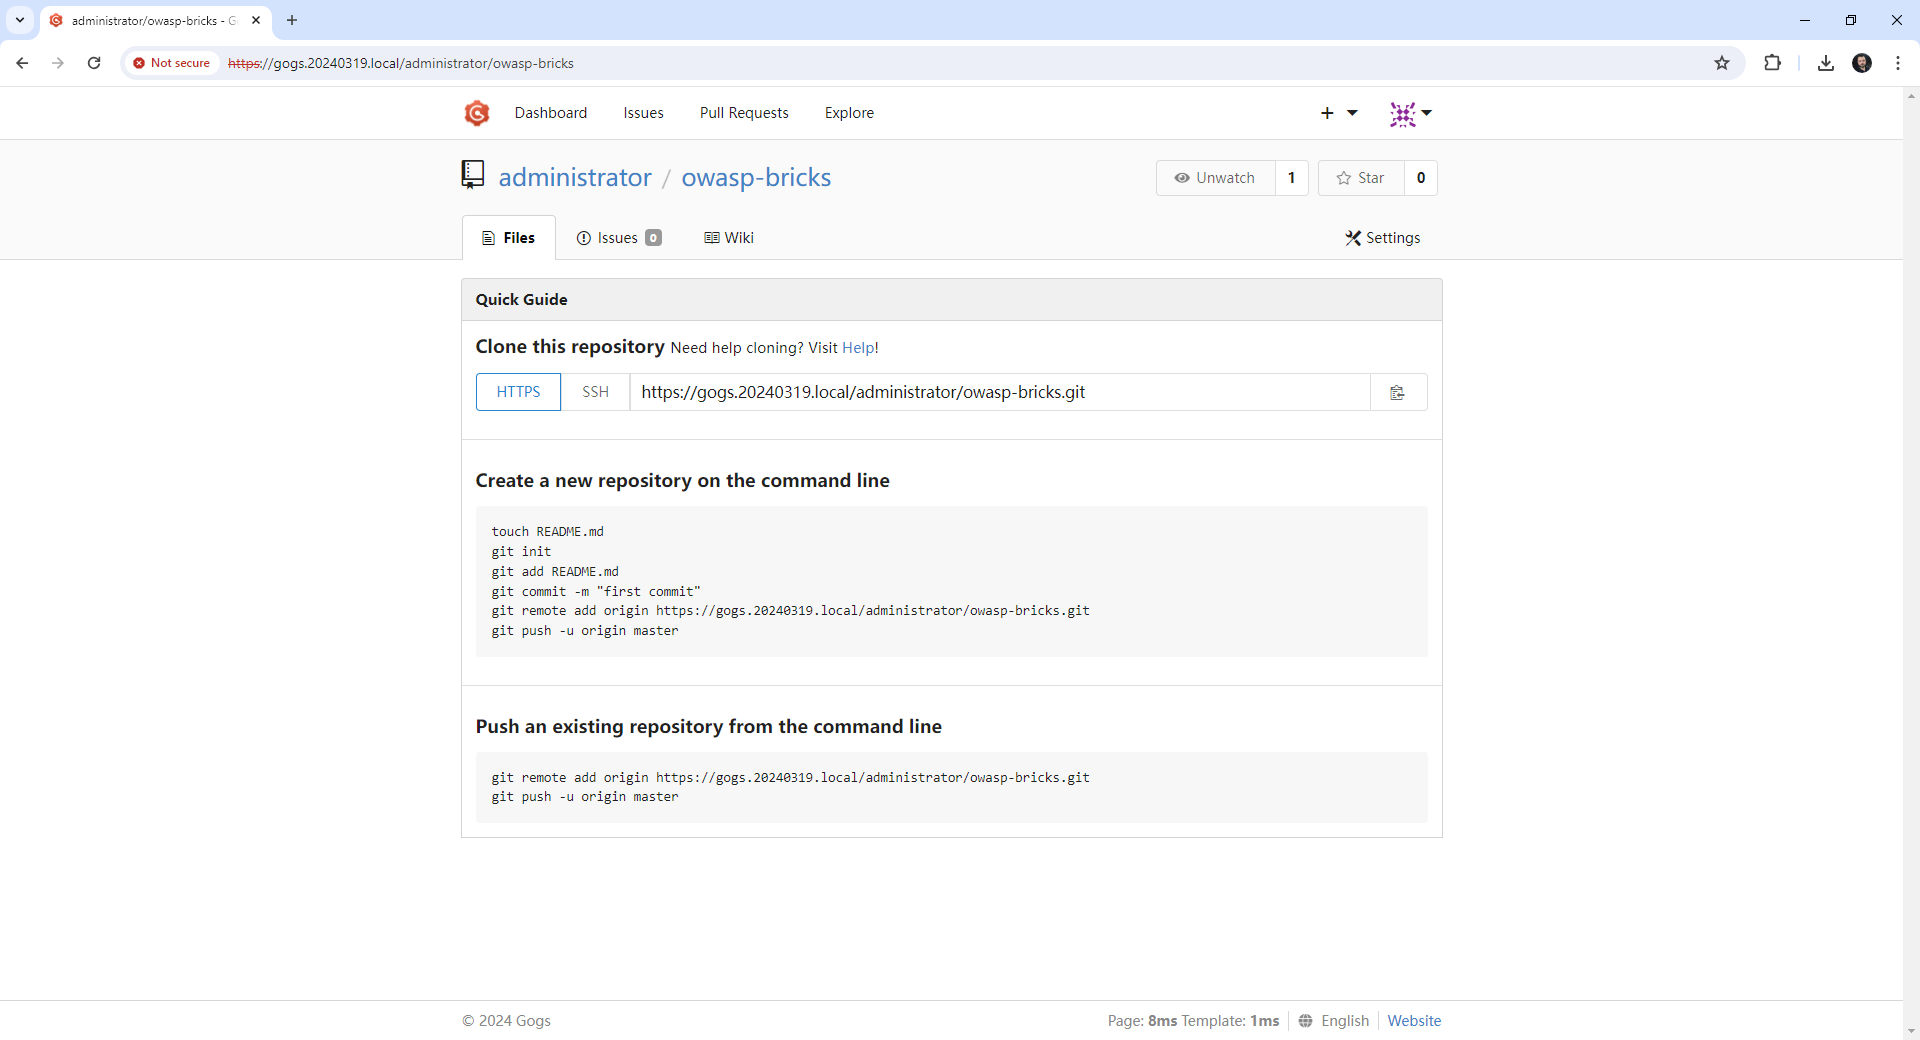 administrator/owasp-bricks - G
Not secure
https://gogs.20240319.local/administrator/owasp-bricks
Dashboard Issues Pull Requests Explore
administrator / owasp-bricks
Unwatch 1 Star 0
Files Issues 0 Wiki Settings
Quick Guide
Clone this repository Need help cloning? Visit Help!
HTTPS SSH https://gogs.20240319.local/administrator/owasp-bricks.git
Create a new repository on the command line
touch README.md
git init
git add README.md
git commit -m "first commit"
git remote add origin https://gogs.20240319.local/administrator/owasp-bricks.git
git push -u origin master
Push an existing repository from the command line
git remote add origin https://gogs.20240319.local/administrator/owasp-bricks.git
git push -u origin master
© 2024 Gogs Page: 8ms Template: 1ms English Website